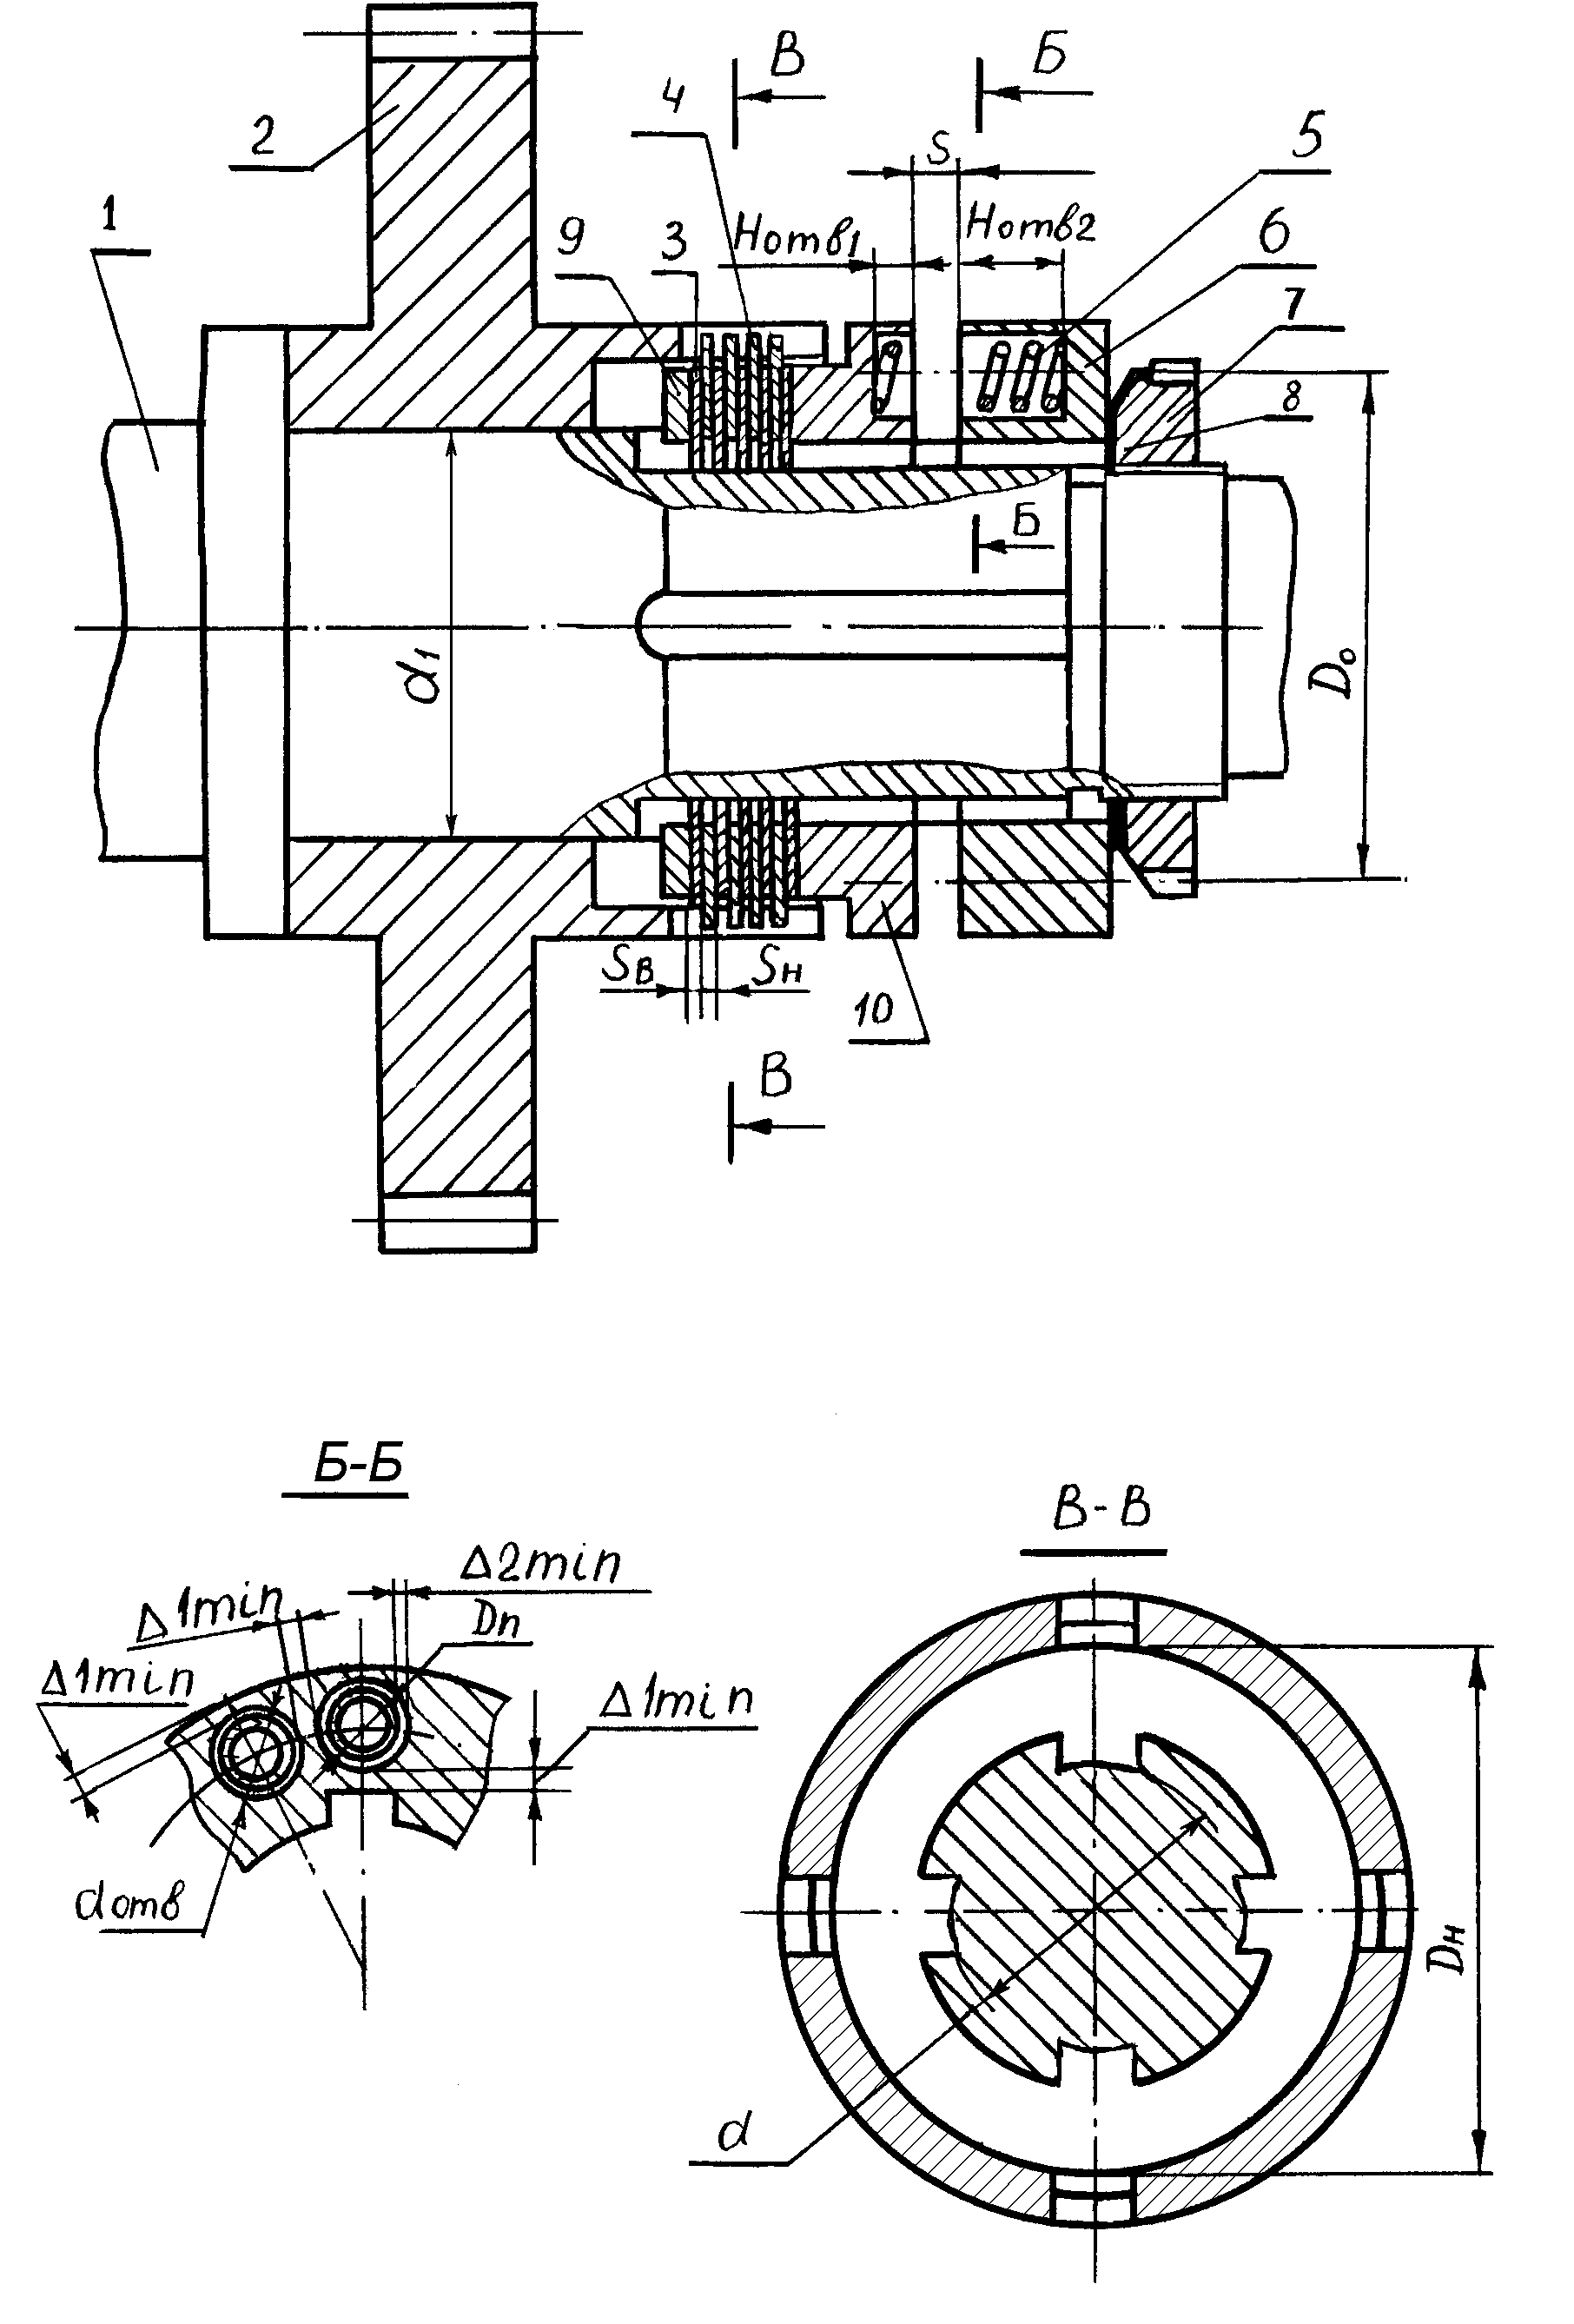 В
Б
4
2
S
5
1
9
3
Нотв1
Нотв2
6
7
8
Б
d1
Dо
Sв
Sн
10
В
Б-Б
В-В
Δ2min
Δ1min
Dп
Δ1min
Δ1min
dотв
Dн
d